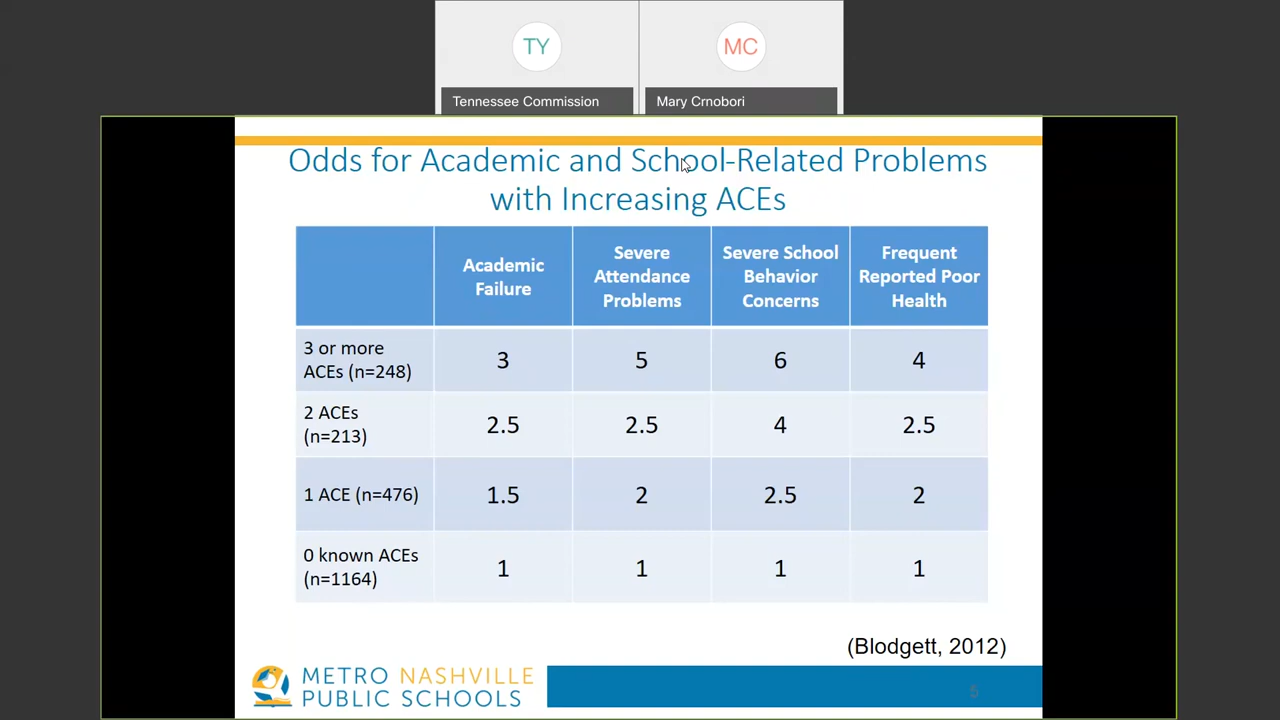 TY
MC
Tennessee Commission
Mary Crnobori
Odds for Academic and School-Related Problems
with Increasing ACEs
Academic
Failure
Severe
Attendance
Problems
Severe School
Behavior
Concerns
Frequent
Reported Poor
Health
3 or more
ACEs (n=248)
3
5
6
4
2 ACEs
(n=213)
2.5
2.5
4
2.5
1 ACE (n=476)
1.5
2
2.5
2
0 known ACEs
(n=1164)
1
1
1
1
(Blodgett, 2012)
METRO NASHVILLE
PUBLIC SCHOOLS
5